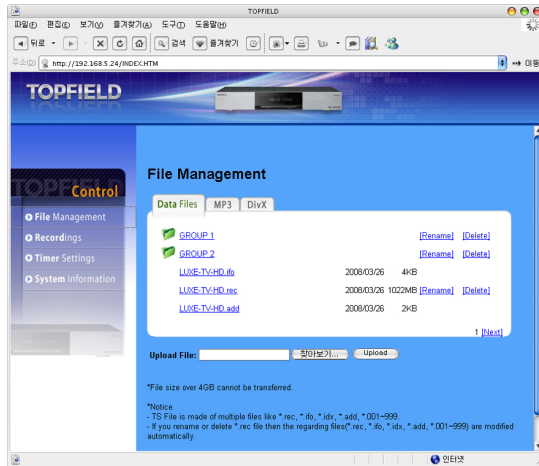 TOPFIELD
파일(F) 편집(E) 보기(V) 즐겨찾기(A) 도구(T) 도움말(H)
뒤로 검색 즐겨찾기
주소(D) http://192.168.5.24/INDEX.HTM 이동
TOPFIELD
File Management
TOPFIELD
Control
Data Files MP3 DivX
File Management
Recordings
Timer Settings
System Information
GROUP 1 [Rename] [Delete]
GROUP 2 [Rename] [Delete]
LUXE-TV-HD.ifo 2008/03/26 4KB
LUXE-TV-HD.rec 2008/03/26 1022MB [Rename] [Delete]
LUXE-TV-HD.add 2008/03/26 2KB
1 [Next]
Upload File: 찾아보기... Upload
*File size over 4GB cannot be transferred.
*Notice
- TS File is made of multiple files like *.rec, *.ifo, *.idx, *.add, *.001~999.
- If you rename or delete *.rec file then the regarding files(*.rec, *.ifo, *.idx, *.add, *.001~999) are modified
automatically.
인터넷